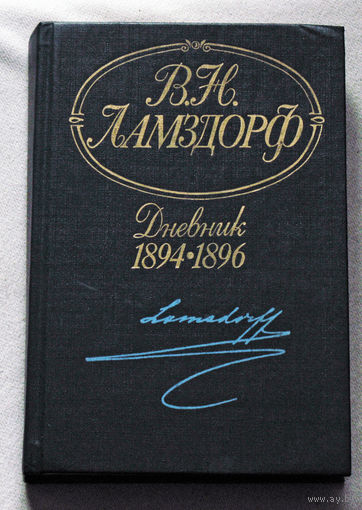 В.Н.
ЛАМЗДОРФ
Дневник
1894·1896
Lamsdorff
www.ay.by